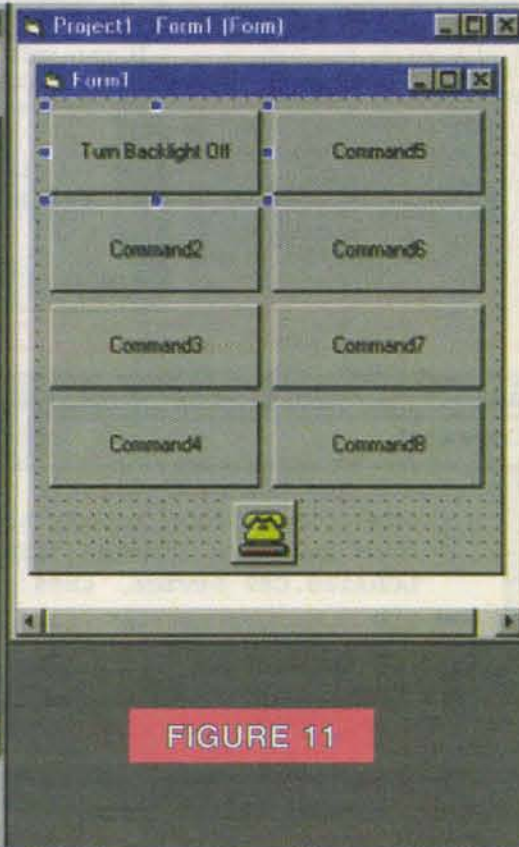 Project1 Form1 (Form)
Form1
Turn Backlight Off
Command5
Command2
Command6
Command3
Command7
Command4
Command8
FIGURE 11